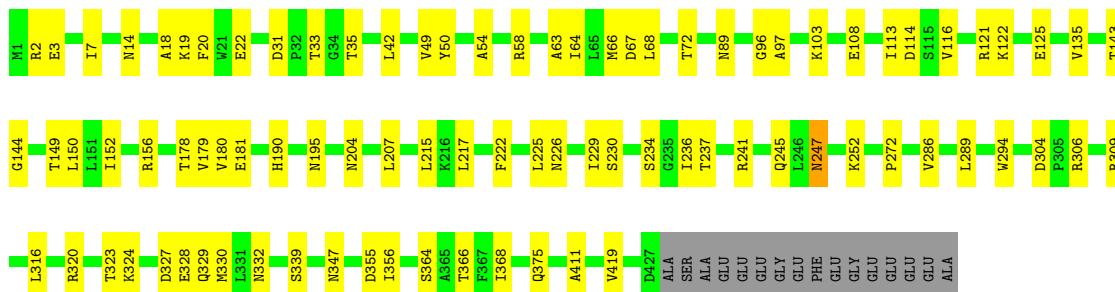 M1 R2 E3 I7 N14 A18 K19 F20 W21 E22 D31 P32 T33 G34 T35 L42 V49 Y50 A54 R58 A63 I64 L65 M66 D67 L68 T72 N89 G96 A97 K103 E108 I113 D114 S115 V116 R121 K122 E125 V135 T143
G144 T149 L150 L151 I152 R156 T178 V179 V180 E181 H190 N195 N204 L207 L215 K216 L217 F222 L225 N226 I229 S230 S234 G235 I236 T237 R241 Q245 L246 N247 K252 P272 V286 L289 W294 D304 P305 R306
L316 R320 T323 K324 D327 E328 Q329 M330 L331 N332 S339 N347 D355 I356 S364 A365 T366 F367 I368 Q375 A411 V419 D427 ALA SER ALA GLU GLU GLU GLY GLU PHE GLU GLY GLU GLU GLU GLU ALA